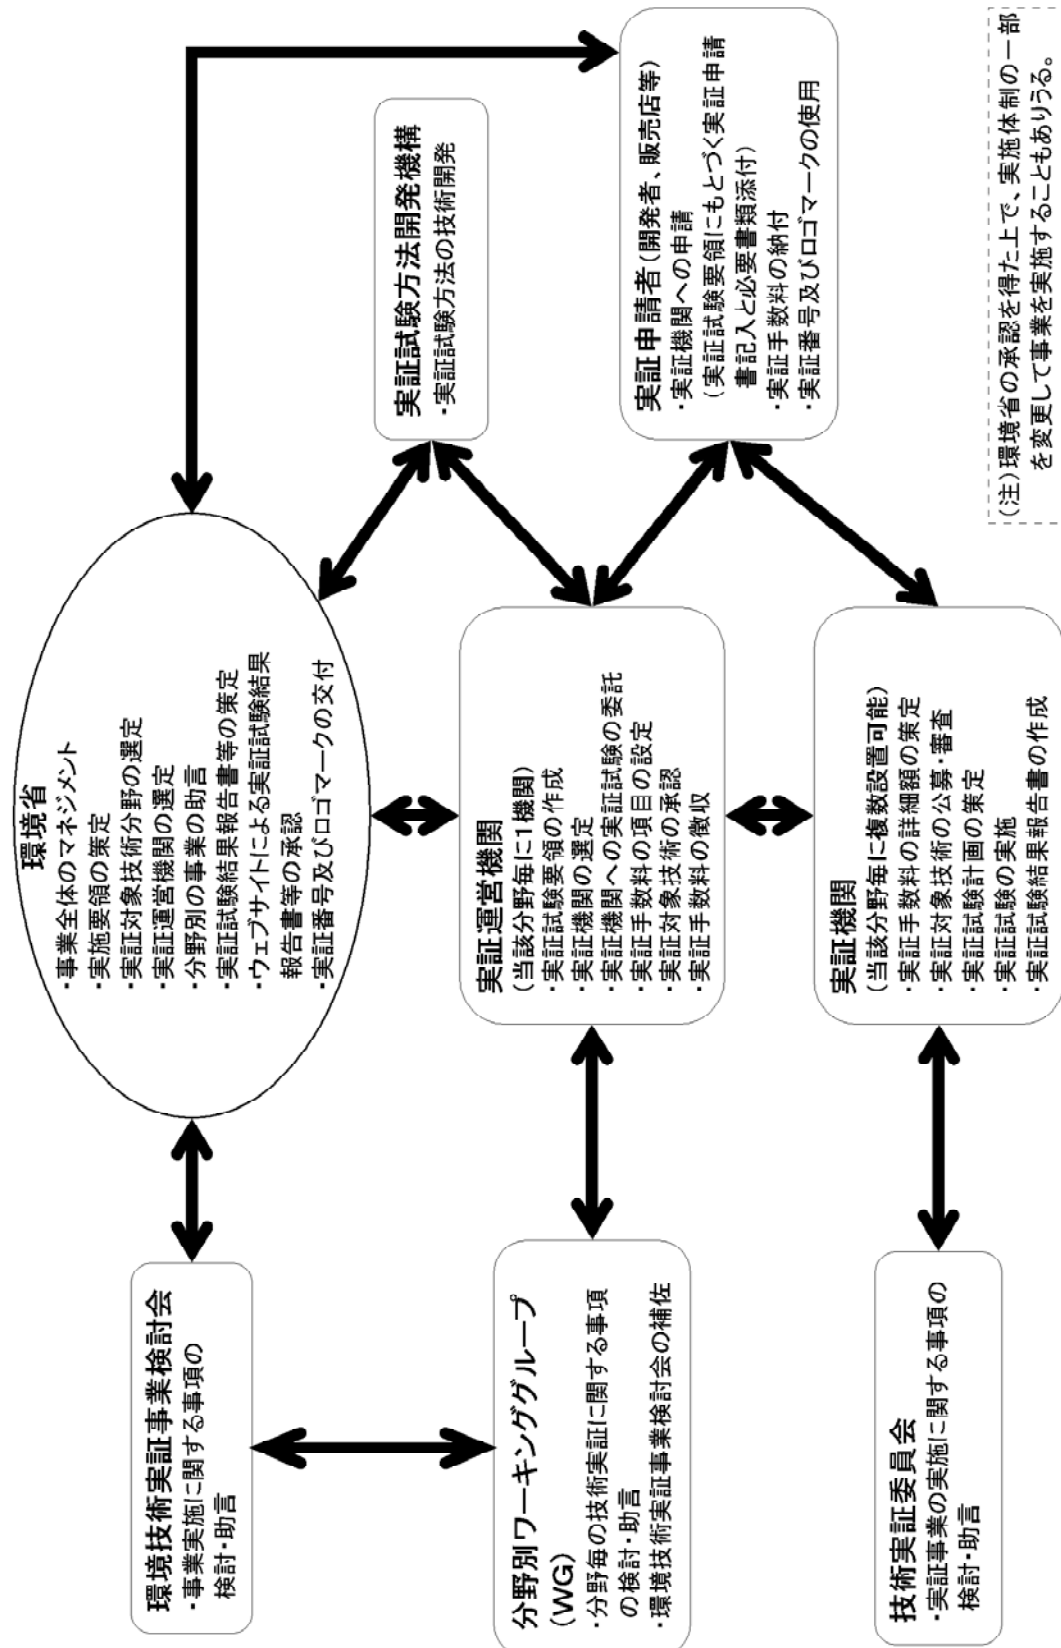 環境省
・事業全体のマネジメント
・実施要領の策定
・実証対象技術分野の選定
・実証運営機関の選定
・分野別の事業の助言
・実証試験結果報告書等の策定
・ウェブサイトによる実証試験結果
報告書等の承認
・実証番号及びロゴマークの交付
環境技術実証事業検討会
・事業実施に関する事項の
検討・助言
実証試験方法開発機構
・実証試験方法の技術開発
分野別ワーキンググループ
(WG)
・分野毎の技術実証に関する事項
の検討・助言
・環境技術実証事業検討会の補佐
実証運営機関
(当該分野毎に1機関)
・実証試験要領の作成
・実証機関の選定
・実証機関への実証試験の委託
・実証手数料の項目の設定
・実証対象技術の承認
・実証手数料の徴収
実証申請者(開発者、販売店等)
・実証機関への申請
(実証試験要領にもとづく実証申請
書記入と必要書類添付)
・実証手数料の納付
・実証番号及びロゴマークの使用
技術実証委員会
・実証事業の実施に関する事項の
検討・助言
実証機関
(当該分野毎に複数設置可能)
・実証手数料の詳細額の策定
・実証対象技術の公募・審査
・実証試験計画の策定
・実証試験の実施
・実証試験結果報告書の作成
(注)環境省の承認を得た上で、実施体制の一部
を変更して事業を実施することもありうる。